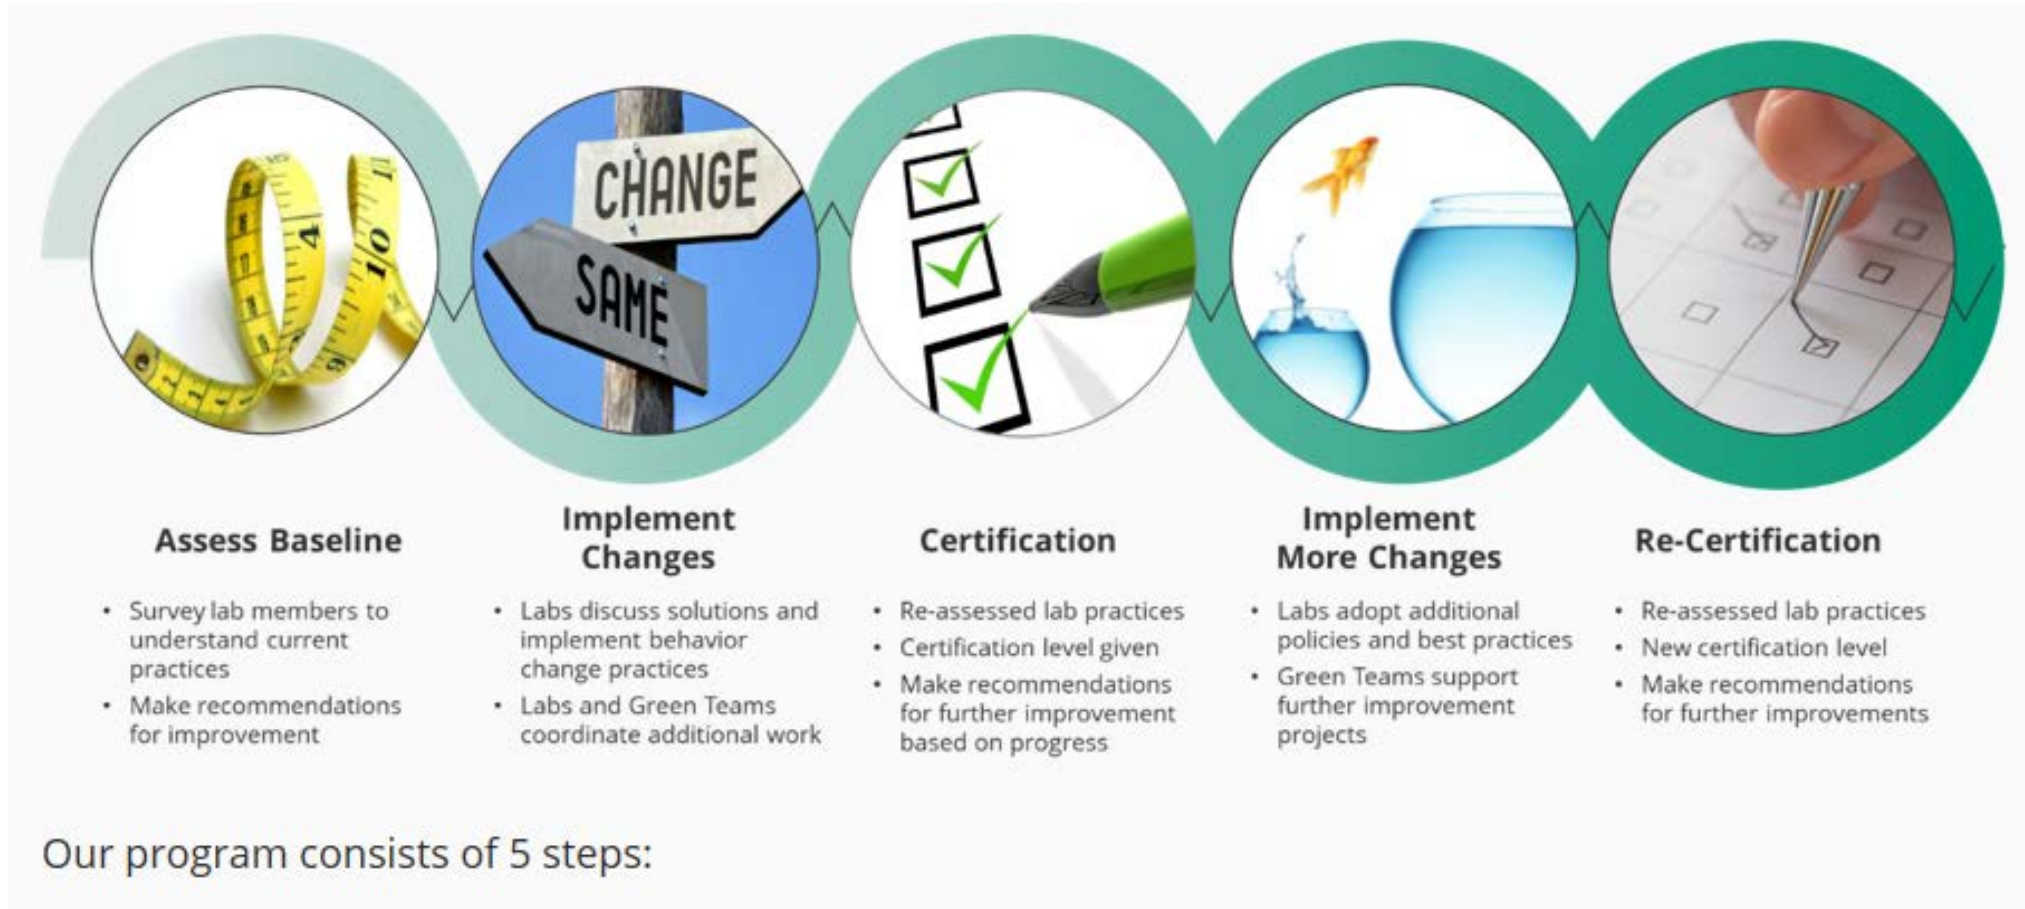 CHANGE
SAME
Assess Baseline
• Survey lab members to
understand current
practices
• Make recommendations
for improvement
Implement
Changes
• Labs discuss solutions and
implement behavior
change practices
• Labs and Green Teams
coordinate additional work
Certification
• Re-assessed lab practices
• Certification level given
• Make recommendations
for further improvement
based on progress
Implement
More Changes
• Labs adopt additional
policies and best practices
• Green Teams support
further improvement
projects
Re-Certification
• Re-assessed lab practices
• New certification level
• Make recommendations
for further improvements
Our program consists of 5 steps: